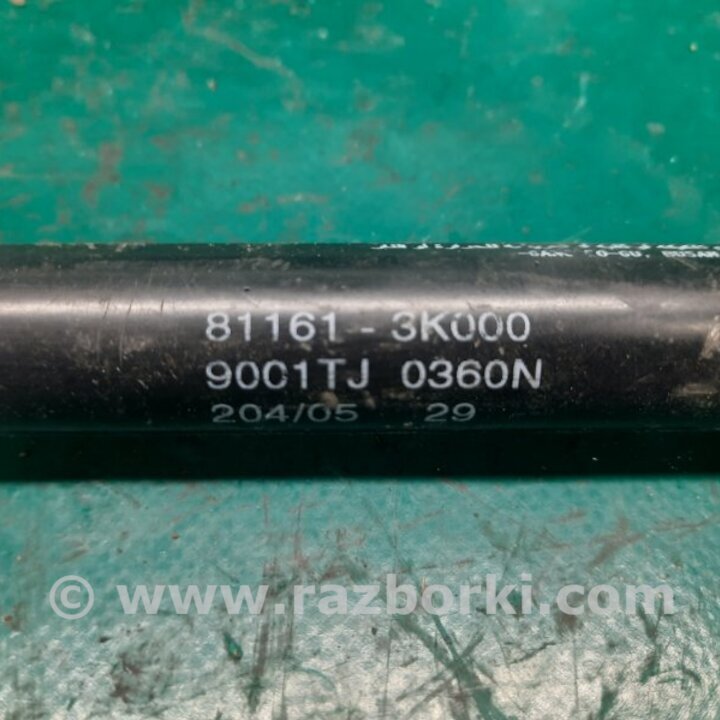 81161 - 3K000
9001TJ 0360N
204/05 29
© www.razborki.com